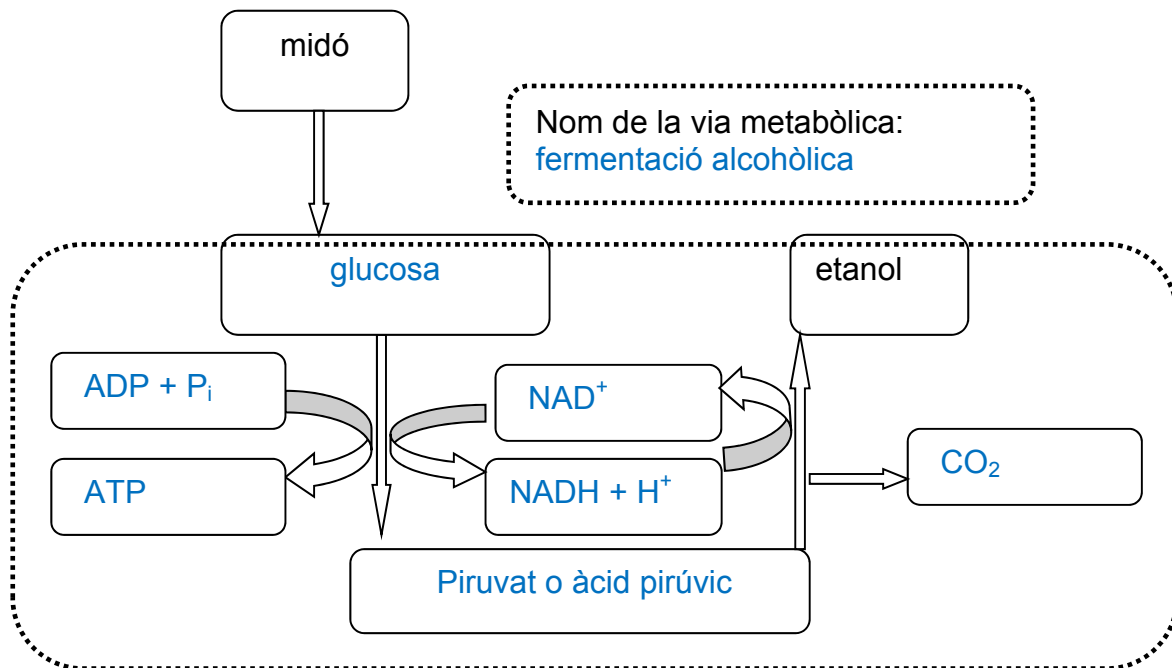 midó
Nom de la via metabòlica:
fermentació alcohòlica
glucosa
etanol
ADP + Pᵢ
NAD⁺
ATP
NADH + H⁺
CO₂
Piruvat o àcid pirúvic